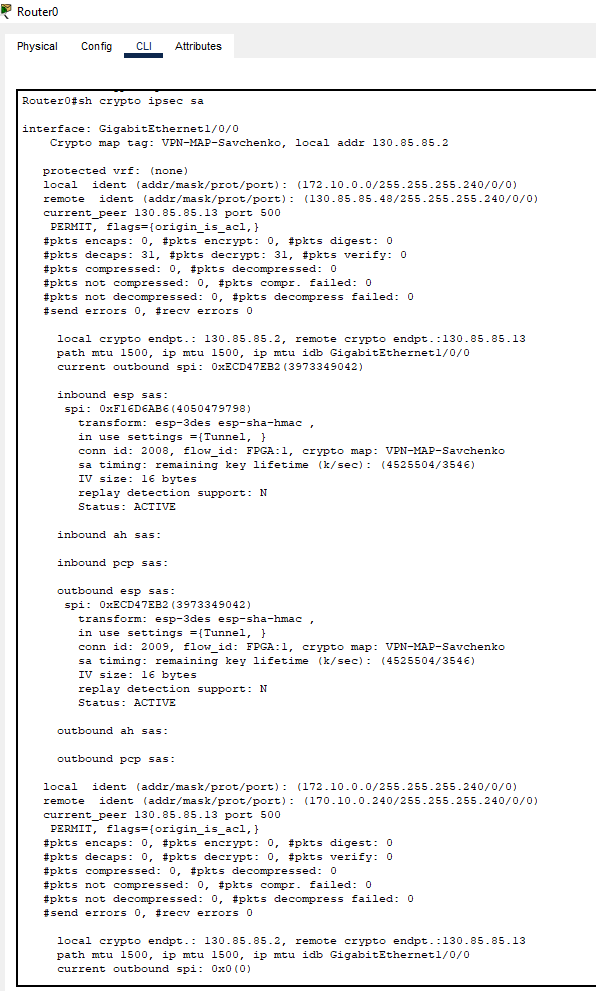 Router0
Physical Config CLI Attributes
Router0#sh crypto ipsec sa
interface: GigabitEthernet1/0/0
Crypto map tag: VPN-MAP-Savchenko, local addr 130.85.85.2
protected vrf: (none)
local ident (addr/mask/prot/port): (172.10.0.0/255.255.255.240/0/0)
remote ident (addr/mask/prot/port): (130.85.85.48/255.255.255.240/0/0)
current_peer 130.85.85.13 port 500
PERMIT, flags={origin_is_acl,}
#pkts encaps: 0, #pkts encrypt: 0, #pkts digest: 0
#pkts decaps: 31, #pkts decrypt: 31, #pkts verify: 0
#pkts compressed: 0, #pkts decompressed: 0
#pkts not compressed: 0, #pkts compr. failed: 0
#pkts not decompressed: 0, #pkts decompress failed: 0
#send errors 0, #recv errors 0
local crypto endpt.: 130.85.85.2, remote crypto endpt.:130.85.85.13
path mtu 1500, ip mtu 1500, ip mtu idb GigabitEthernet1/0/0
current outbound spi: 0xECD47EB2(3973349042)
inbound esp sas:
spi: 0xF16D6AB6(4050479798)
transform: esp-3des esp-sha-hmac ,
in use settings ={Tunnel, }
conn id: 2008, flow_id: FPGA:1, crypto map: VPN-MAP-Savchenko
sa timing: remaining key lifetime (k/sec): (4525504/3546)
IV size: 16 bytes
replay detection support: N
Status: ACTIVE
inbound ah sas:
inbound pcp sas:
outbound esp sas:
spi: 0xECD47EB2(3973349042)
transform: esp-3des esp-sha-hmac ,
in use settings ={Tunnel, }
conn id: 2009, flow_id: FPGA:1, crypto map: VPN-MAP-Savchenko
sa timing: remaining key lifetime (k/sec): (4525504/3546)
IV size: 16 bytes
replay detection support: N
Status: ACTIVE
outbound ah sas:
outbound pcp sas:
local ident (addr/mask/prot/port): (172.10.0.0/255.255.255.240/0/0)
remote ident (addr/mask/prot/port): (170.10.0.240/255.255.255.240/0/0)
current_peer 130.85.85.13 port 500
PERMIT, flags={origin_is_acl,}
#pkts encaps: 0, #pkts encrypt: 0, #pkts digest: 0
#pkts decaps: 0, #pkts decrypt: 0, #pkts verify: 0
#pkts compressed: 0, #pkts decompressed: 0
#pkts not compressed: 0, #pkts compr. failed: 0
#pkts not decompressed: 0, #pkts decompress failed: 0
#send errors 0, #recv errors 0
local crypto endpt.: 130.85.85.2, remote crypto endpt.:130.85.85.13
path mtu 1500, ip mtu 1500, ip mtu idb GigabitEthernet1/0/0
current outbound spi: 0x0(0)